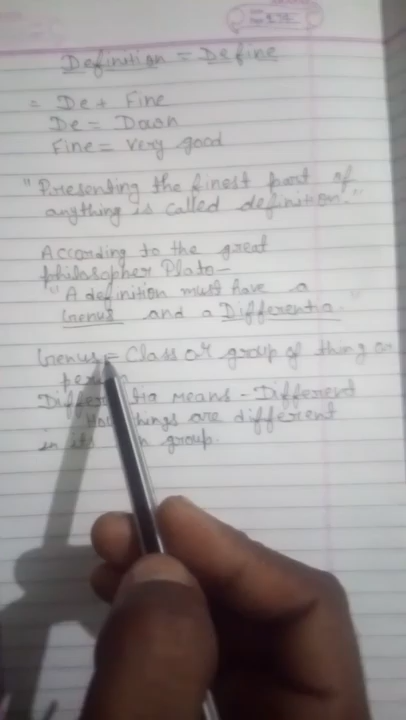 Definition = Define
= De + Fine
De = Down
Fine = very good
"Presenting the finest part of
anything is called definition."
According to the great
philosopher Plato -
"A definition must have a
Genus and a Differentia."
Genus = Class or group of thing or
Differentia means - Different
things are different
in its group.